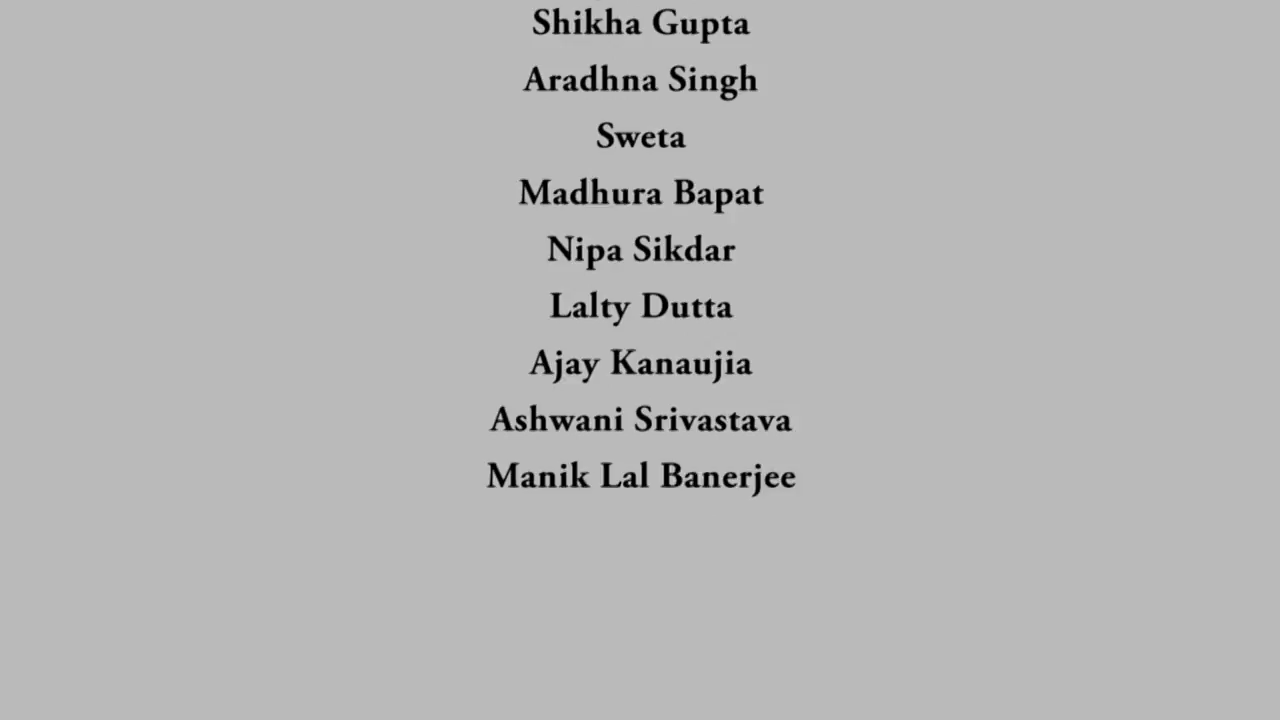 Shikha Gupta
Aradhna Singh
Sweta
Madhura Bapat
Nipa Sikdar
Lalty Dutta
Ajay Kanaujia
Ashwani Srivastava
Manik Lal Banerjee